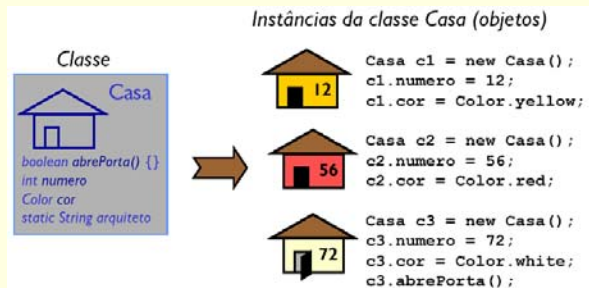 Instâncias da classe Casa (objetos)
Classe
Casa
boolean abrePorta() {}
int numero
Color cor
static String arquiteto
12
Casa c1 = new Casa();
c1.numero = 12;
c1.cor = Color.yellow;
56
Casa c2 = new Casa();
c2.numero = 56;
c2.cor = Color.red;
72
Casa c3 = new Casa();
c3.numero = 72;
c3.cor = Color.white;
c3.abrePorta();